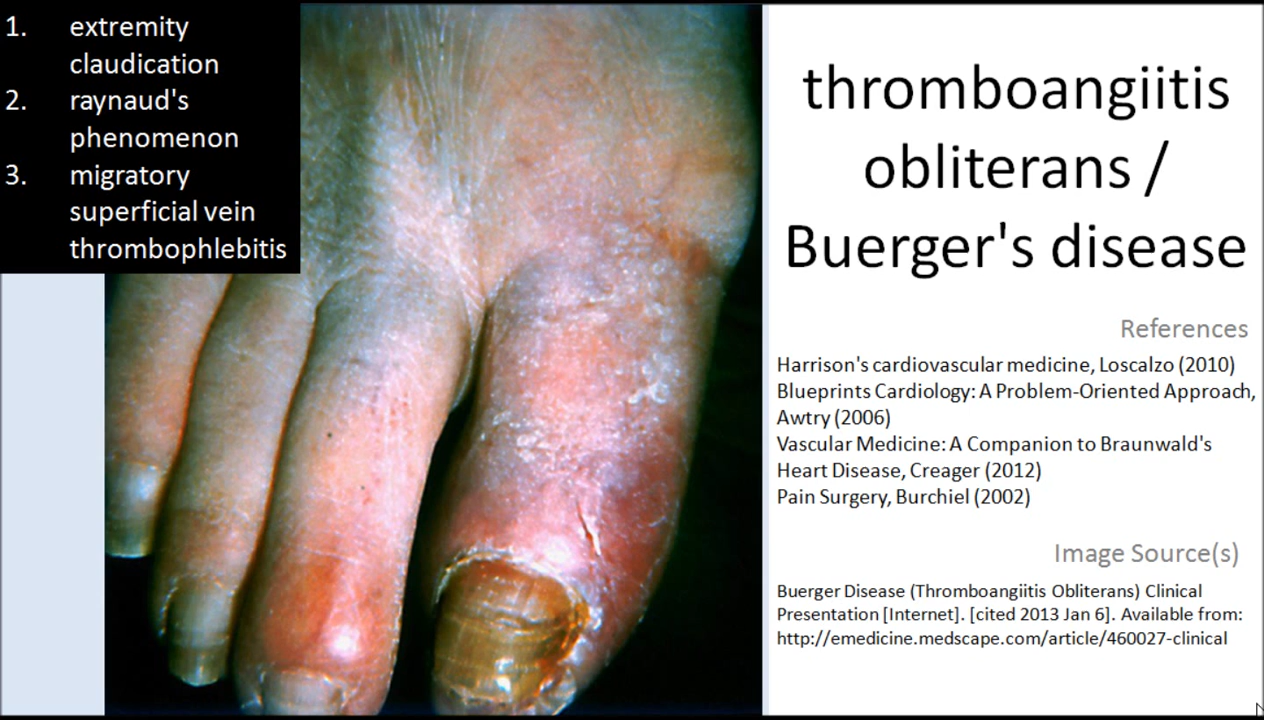 1. extremity
claudication
2. raynaud's
phenomenon
3. migratory
superficial vein
thrombophlebitis
thromboangiitis
obliterans /
Buerger's disease
References
Harrison's cardiovascular medicine, Loscalzo (2010)
Blueprints Cardiology: A Problem-Oriented Approach,
Awtry (2006)
Vascular Medicine: A Companion to Braunwald's
Heart Disease, Creager (2012)
Pain Surgery, Burchiel (2002)
Image Source(s)
Buerger Disease (Thromboangiitis Obliterans) Clinical
Presentation [Internet]. [cited 2013 Jan 6]. Available from:
http://emedicine.medscape.com/article/460027-clinical